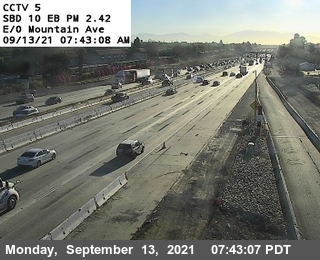 CCTV 5
SBD 10 EB PM 2.42
E/O Mountain Ave
09/13/21 07:43:08 AM
Monday, September 13, 2021 07:43:07 PDT